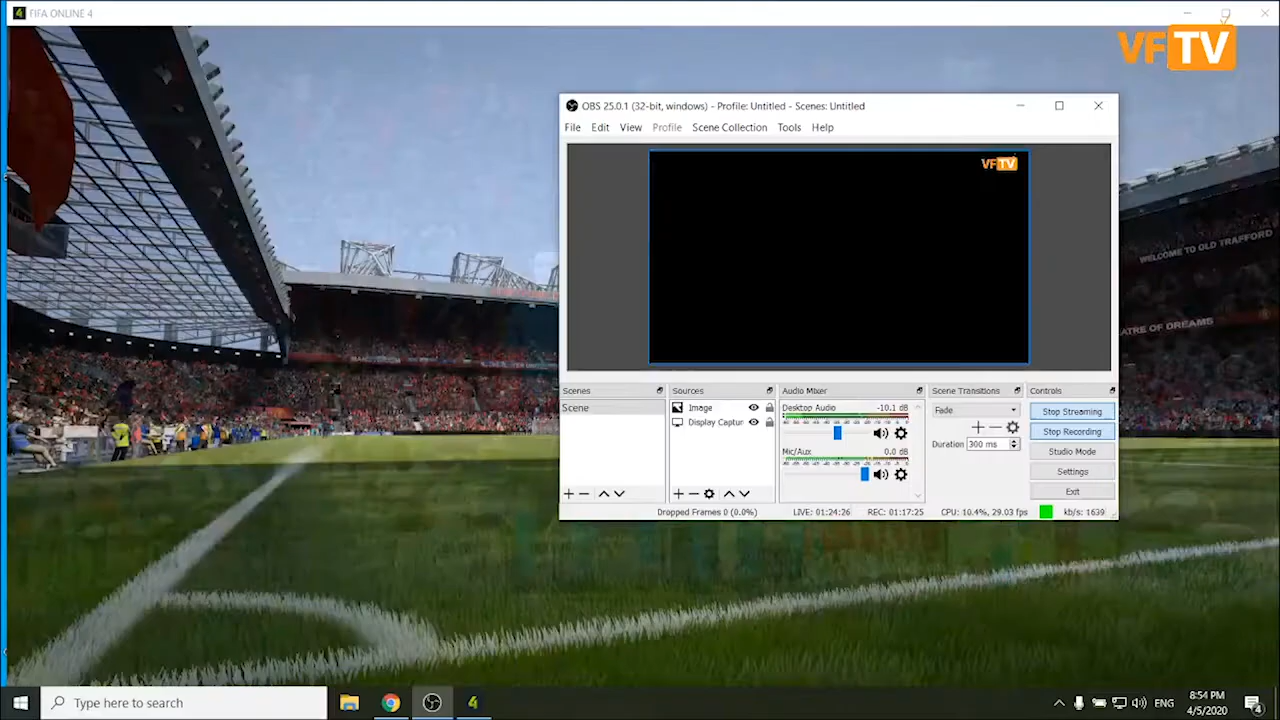 FIFA ONLINE 4
VFTV
OBS 25.0.1 (32-bit, windows) - Profile: Untitled - Scenes: Untitled
File Edit View Profile Scene Collection Tools Help
VFTV
WELCOME TO OLD TRAFFORD
ATRE OF DREAMS
Scenes Sources Audio Mixer Scene Transitions Controls
Scene
Image
Display Captur
Desktop Audio -10.1 dB
Mic/Aux 0.0 dB
Fade
Duration 300 ms
Stop Streaming
Stop Recording
Studio Mode
Settings
Exit
Dropped Frames 0 (0.0%) LIVE: 01:24:26 REC: 01:17:25 CPU: 10.4%, 29.03 fps kb/s: 1639
Type here to search
ENG
8:54 PM
4/5/2020
4